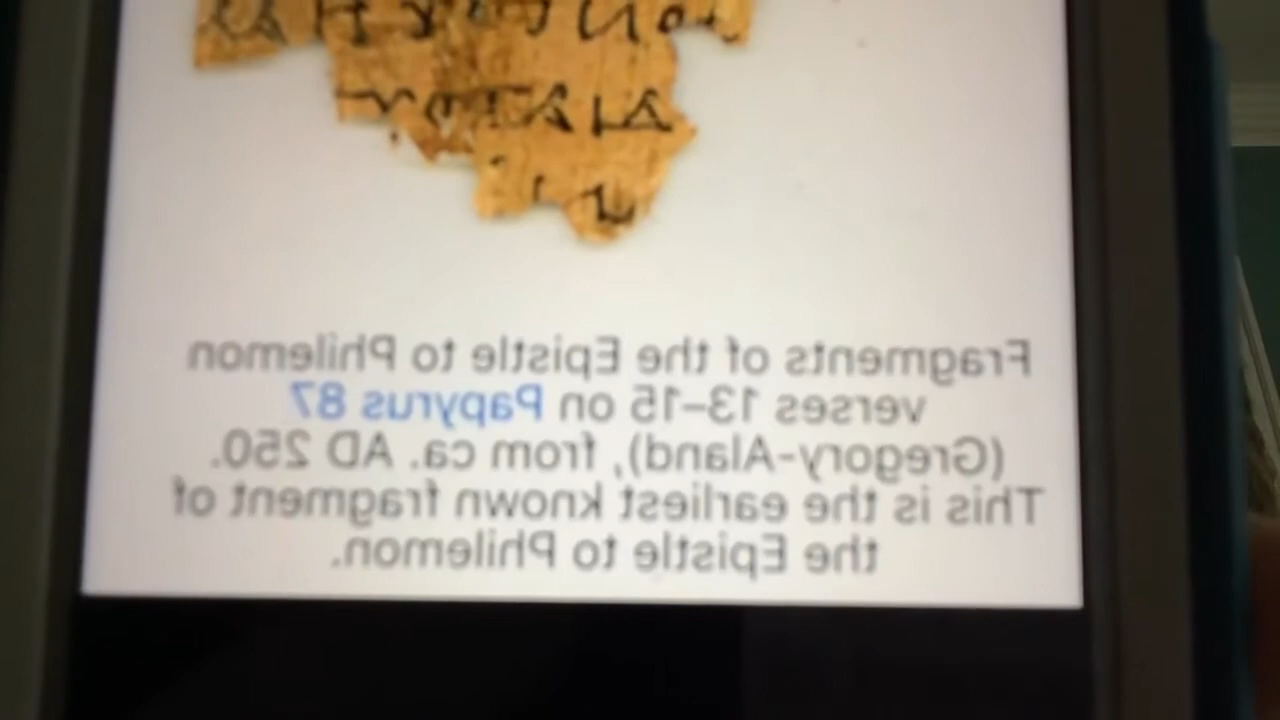 Fragments of the Epistle to Philemon
verses 13–15 on Papyrus 87
(Gregory-Aland), from ca. AD 250.
This is the earliest known fragment of
the Epistle to Philemon.